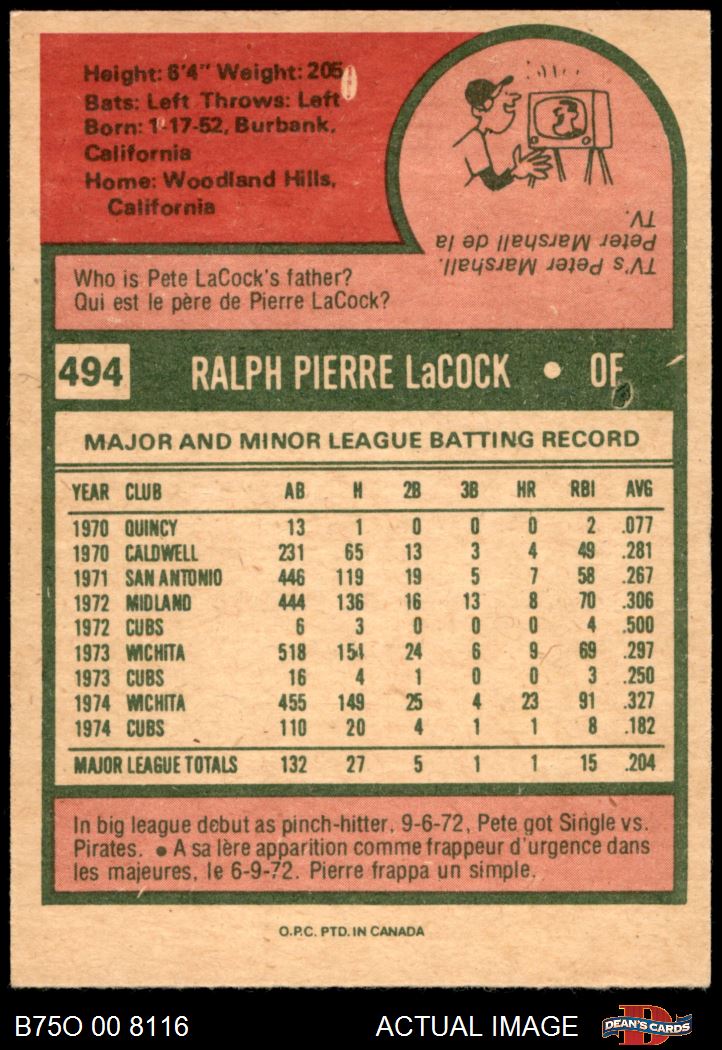 Height: 6'4" Weight: 205
Bats: Left Throws: Left
Born: 1-17-52, Burbank,
California
Home: Woodland Hills,
California
TV's Peter Marshall.
Peter Marshall de la
TV.
Who is Pete LaCock's father?
Qui est le père de Pierre LaCock?
494 RALPH PIERRE LaCOCK • OF
MAJOR AND MINOR LEAGUE BATTING RECORD
YEAR CLUB AB H 2B 3B HR RBI AVG
1970 QUINCY 13 1 0 0 0 2 .077
1970 CALDWELL 231 65 13 3 4 49 .281
1971 SAN ANTONIO 446 119 19 5 7 58 .267
1972 MIDLAND 444 136 16 13 8 70 .306
1972 CUBS 6 3 0 0 0 4 .500
1973 WICHITA 518 154 24 6 9 69 .297
1973 CUBS 16 4 1 0 0 3 .250
1974 WICHITA 455 149 25 4 23 91 .327
1974 CUBS 110 20 4 1 1 8 .182
MAJOR LEAGUE TOTALS 132 27 5 1 1 15 .204
In big league debut as pinch-hitter, 9-6-72, Pete got Single vs.
Pirates. • A sa lère apparition comme frappeur d'urgence dans
les majeures, le 6-9-72. Pierre frappa un simple.
O.P.C. PTD. IN CANADA
B75O 00 8116 ACTUAL IMAGE D DEAN'S CARDS